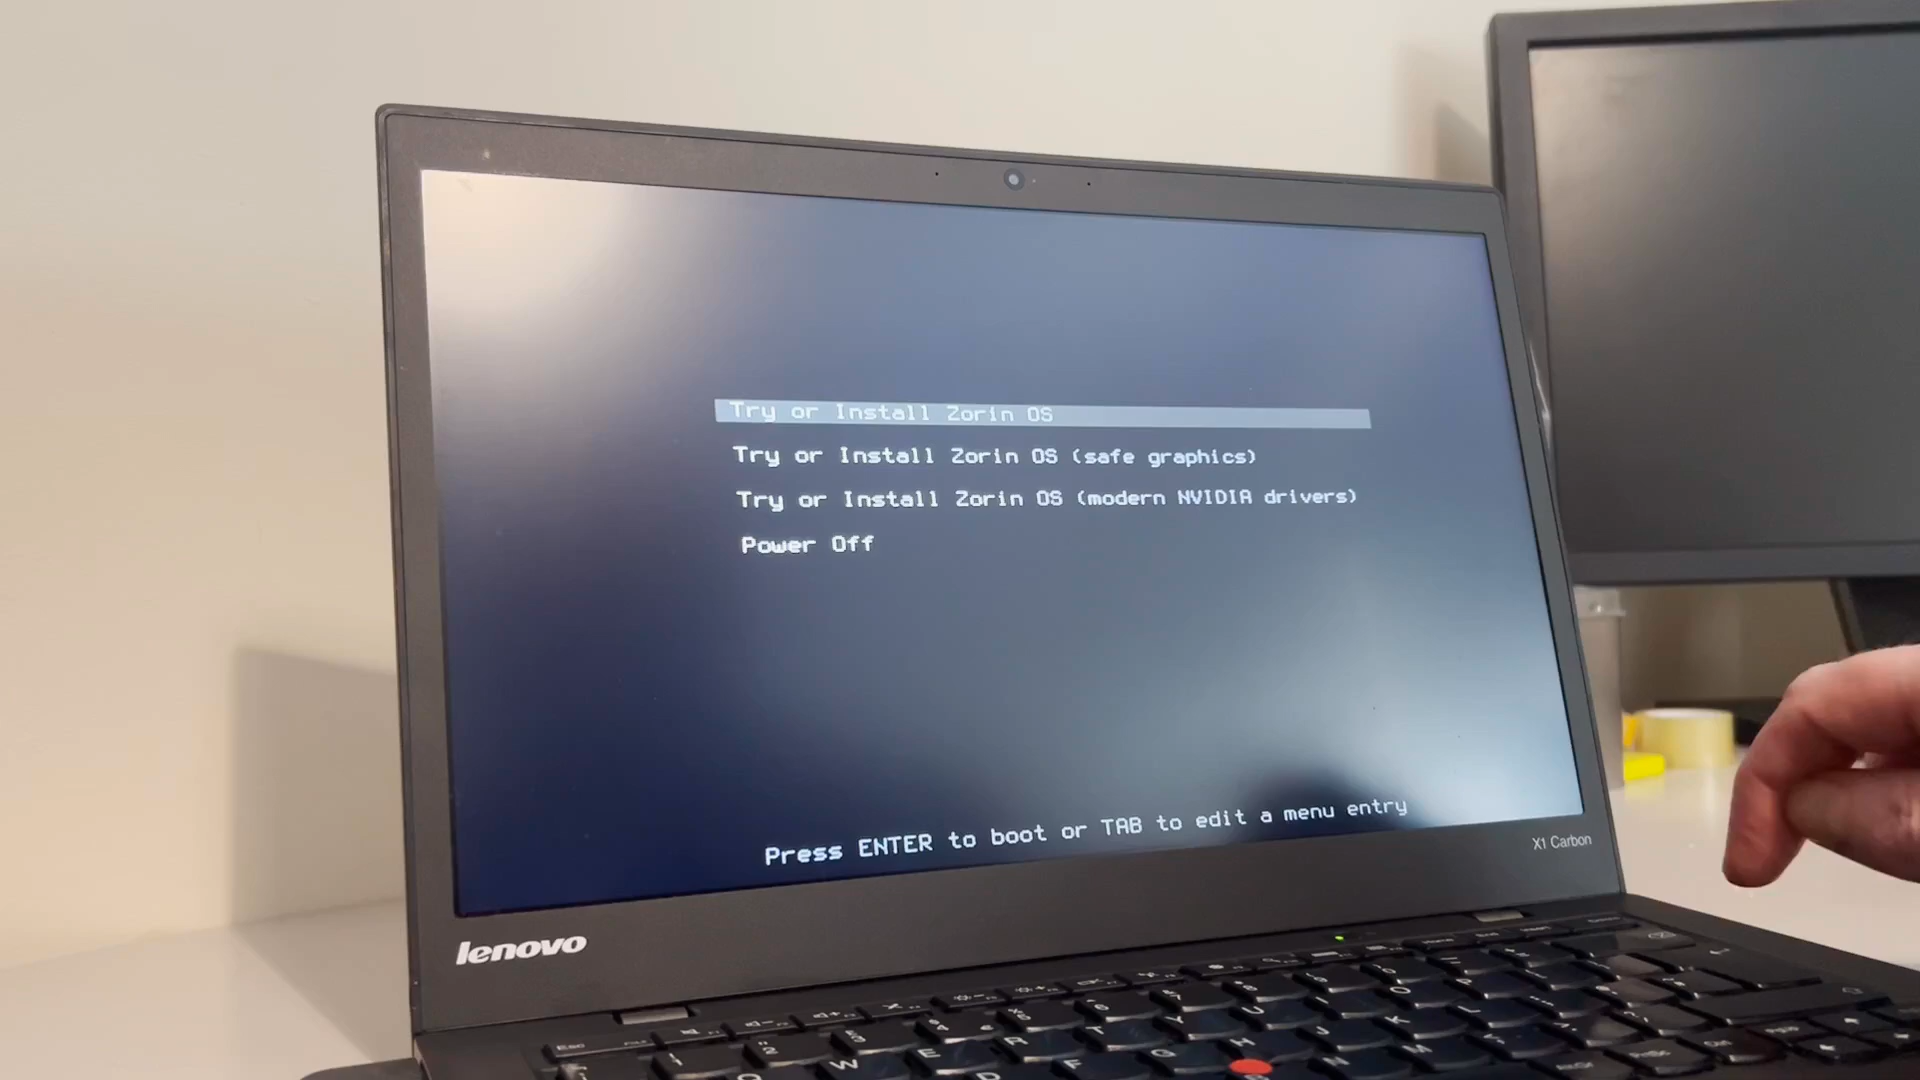 Try or Install Zorin OS
Try or Install Zorin OS (safe graphics)
Try or Install Zorin OS (modern NVIDIA drivers)
Power Off
Press ENTER to boot or TAB to edit a menu entry
X1 Carbon
lenovo
Esc